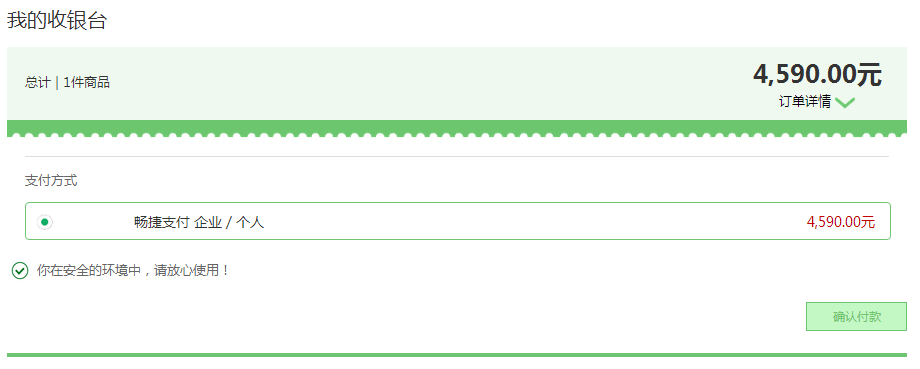 我的收银台
总计 | 1件商品
4,590.00元
订单详情
支付方式
畅捷支付 企业 / 个人
4,590.00元
你在安全的环境中，请放心使用！
确认付款